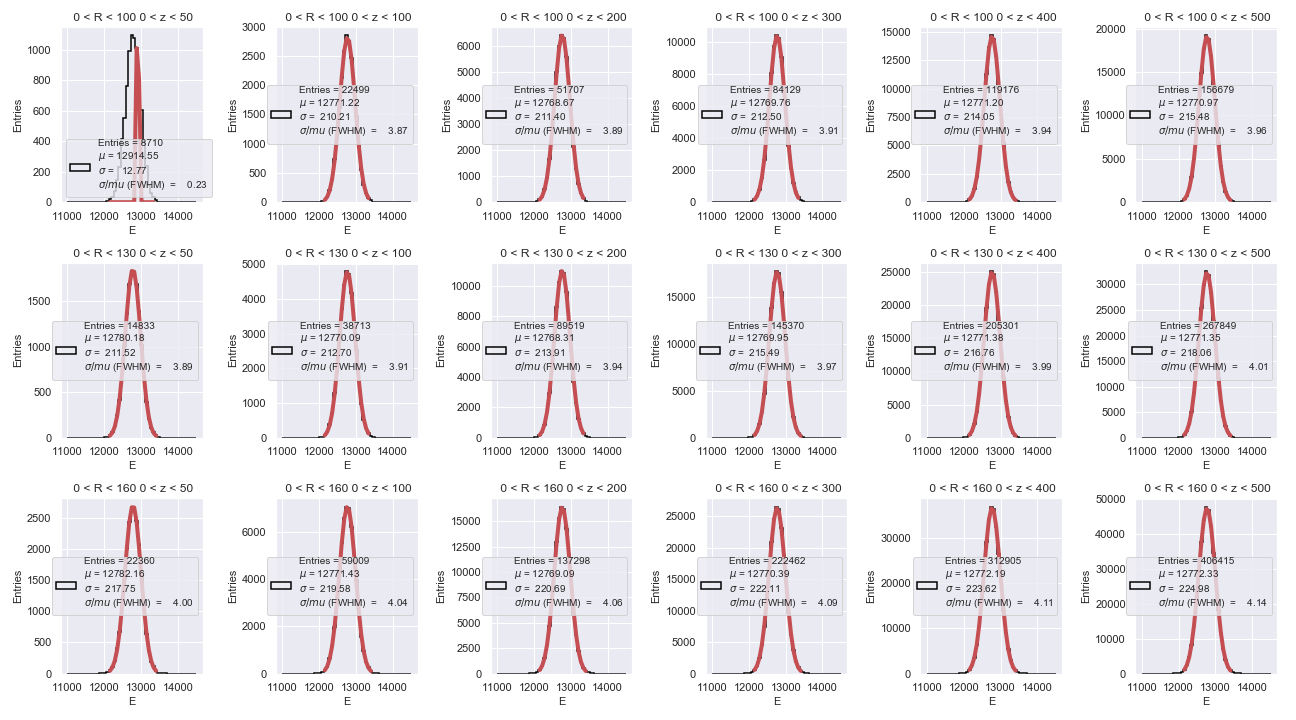 0 < R < 100 0 < z < 50
Entries
1000
800
600
400
200
0
Entries = 8710
μ = 12914.55
σ = 12.77
σ/mu (FWHM) = 0.23
11000 12000 13000 14000
E
0 < R < 100 0 < z < 100
Entries
3000
2500
2000
1500
1000
500
0
Entries = 22499
μ = 12771.22
σ = 210.21
σ/mu (FWHM) = 3.87
11000 12000 13000 14000
E
0 < R < 100 0 < z < 200
Entries
6000
5000
4000
3000
2000
1000
0
Entries = 51707
μ = 12768.67
σ = 211.40
σ/mu (FWHM) = 3.89
11000 12000 13000 14000
E
0 < R < 100 0 < z < 300
Entries
10000
8000
6000
4000
2000
0
Entries = 84129
μ = 12769.76
σ = 212.50
σ/mu (FWHM) = 3.91
11000 12000 13000 14000
E
0 < R < 100 0 < z < 400
Entries
15000
12500
10000
7500
5000
2500
0
Entries = 119176
μ = 12771.20
σ = 214.05
σ/mu (FWHM) = 3.94
11000 12000 13000 14000
E
0 < R < 100 0 < z < 500
Entries
20000
15000
10000
5000
0
Entries = 156679
μ = 12770.97
σ = 215.48
σ/mu (FWHM) = 3.96
11000 12000 13000 14000
E
0 < R < 130 0 < z < 50
Entries
1500
1000
500
0
Entries = 14833
μ = 12780.18
σ = 211.52
σ/mu (FWHM) = 3.89
11000 12000 13000 14000
E
0 < R < 130 0 < z < 100
Entries
5000
4000
3000
2000
1000
0
Entries = 38713
μ = 12770.09
σ = 212.70
σ/mu (FWHM) = 3.91
11000 12000 13000 14000
E
0 < R < 130 0 < z < 200
Entries
10000
8000
6000
4000
2000
0
Entries = 89519
μ = 12768.31
σ = 213.91
σ/mu (FWHM) = 3.94
11000 12000 13000 14000
E
0 < R < 130 0 < z < 300
Entries
15000
10000
5000
0
Entries = 145370
μ = 12769.95
σ = 215.49
σ/mu (FWHM) = 3.97
11000 12000 13000 14000
E
0 < R < 130 0 < z < 400
Entries
25000
20000
15000
10000
5000
0
Entries = 205301
μ = 12771.38
σ = 216.76
σ/mu (FWHM) = 3.99
11000 12000 13000 14000
E
0 < R < 130 0 < z < 500
Entries
30000
25000
20000
15000
10000
5000
0
Entries = 267849
μ = 12771.35
σ = 218.06
σ/mu (FWHM) = 4.01
11000 12000 13000 14000
E
0 < R < 160 0 < z < 50
Entries
2500
2000
1500
1000
500
0
Entries = 22360
μ = 12782.16
σ = 217.75
σ/mu (FWHM) = 4.00
11000 12000 13000 14000
E
0 < R < 160 0 < z < 100
Entries
6000
4000
2000
0
Entries = 59009
μ = 12771.43
σ = 219.58
σ/mu (FWHM) = 4.04
11000 12000 13000 14000
E
0 < R < 160 0 < z < 200
Entries
15000
12500
10000
7500
5000
2500
0
Entries = 137298
μ = 12769.09
σ = 220.69
σ/mu (FWHM) = 4.06
11000 12000 13000 14000
E
0 < R < 160 0 < z < 300
Entries
25000
20000
15000
10000
5000
0
Entries = 222462
μ = 12770.39
σ = 222.11
σ/mu (FWHM) = 4.09
11000 12000 13000 14000
E
0 < R < 160 0 < z < 400
Entries
30000
20000
10000
0
Entries = 312905
μ = 12772.19
σ = 223.62
σ/mu (FWHM) = 4.11
11000 12000 13000 14000
E
0 < R < 160 0 < z < 500
Entries
50000
40000
30000
20000
10000
0
Entries = 406415
μ = 12772.33
σ = 224.98
σ/mu (FWHM) = 4.14
11000 12000 13000 14000
E